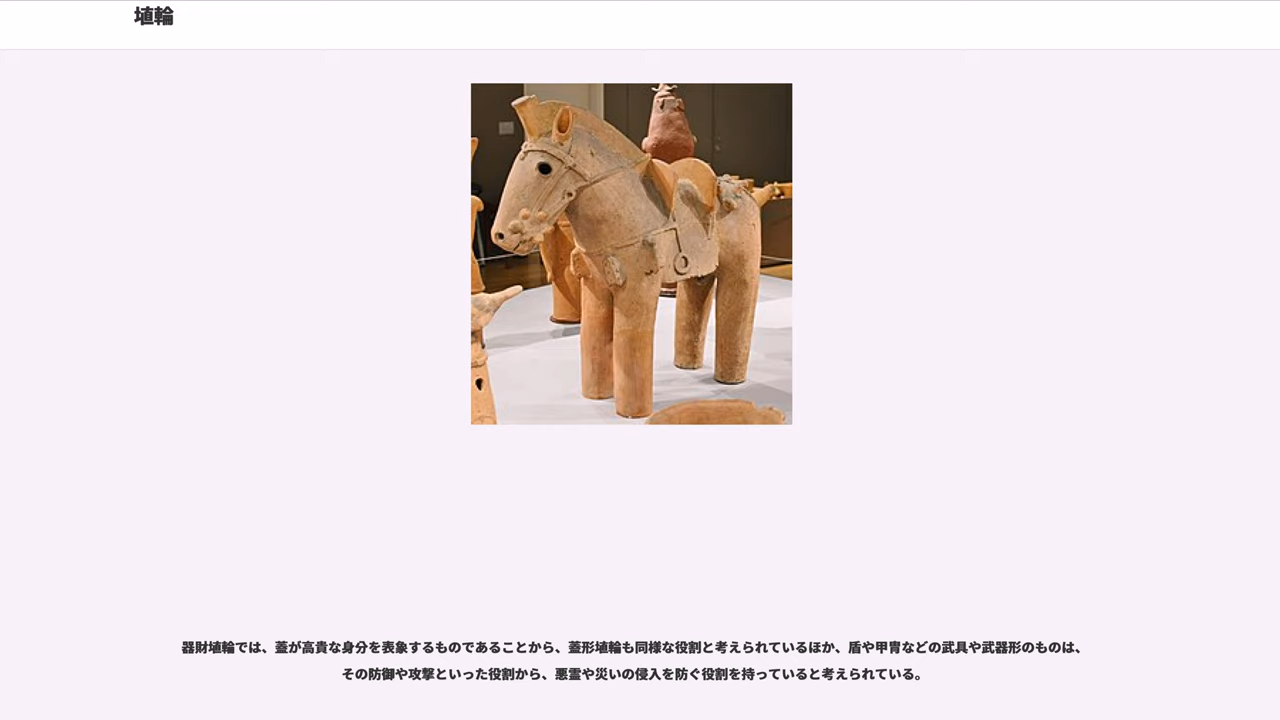 埴輪
器財埴輪では、蓋が高貴な身分を表象するものであることから、蓋形埴輪も同様な役割と考えられているほか、盾や甲冑などの武具や武器形のものは、
その防御や攻撃といった役割から、悪霊や災いの侵入を防ぐ役割を持っていると考えられている。